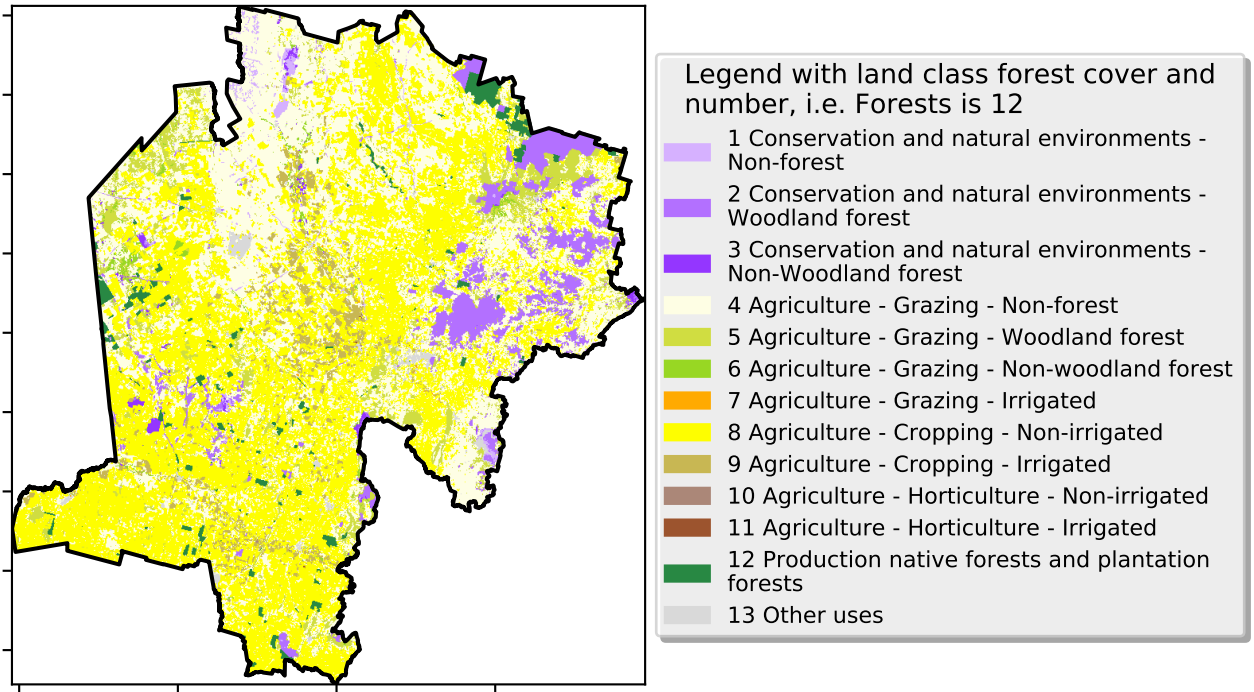 Legend with land class forest cover and
number, i.e. Forests is 12
1 Conservation and natural environments -
Non-forest
2 Conservation and natural environments -
Woodland forest
3 Conservation and natural environments -
Non-Woodland forest
4 Agriculture - Grazing - Non-forest
5 Agriculture - Grazing - Woodland forest
6 Agriculture - Grazing - Non-woodland forest
7 Agriculture - Grazing - Irrigated
8 Agriculture - Cropping - Non-irrigated
9 Agriculture - Cropping - Irrigated
10 Agriculture - Horticulture - Non-irrigated
11 Agriculture - Horticulture - Irrigated
12 Production native forests and plantation
forests
13 Other uses